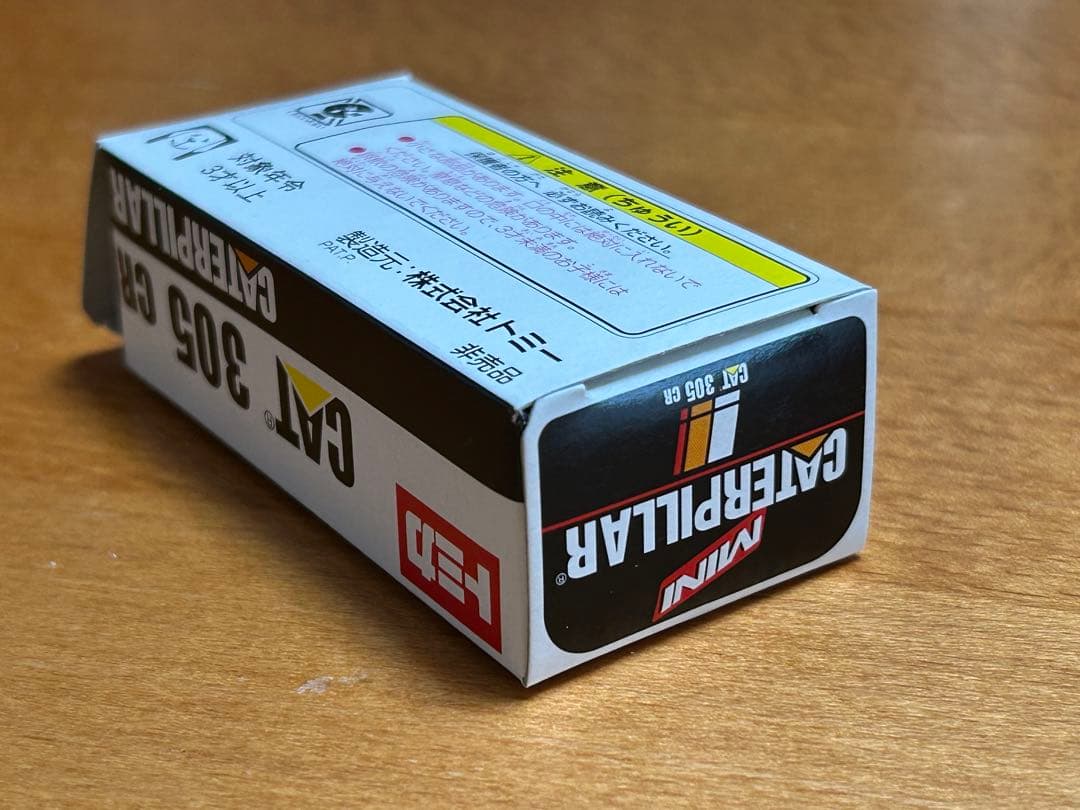 ⚠ 注意(ちゅうい)
保護者の方へ 必ずお読みください。
対象年令
3才以上
製造元:株式会社トミー
PAT.P
非売品
CATERPILLAR
CAT 305 CR
®
トミカ
MINI
CATERPILLAR®
CAT 305 CR